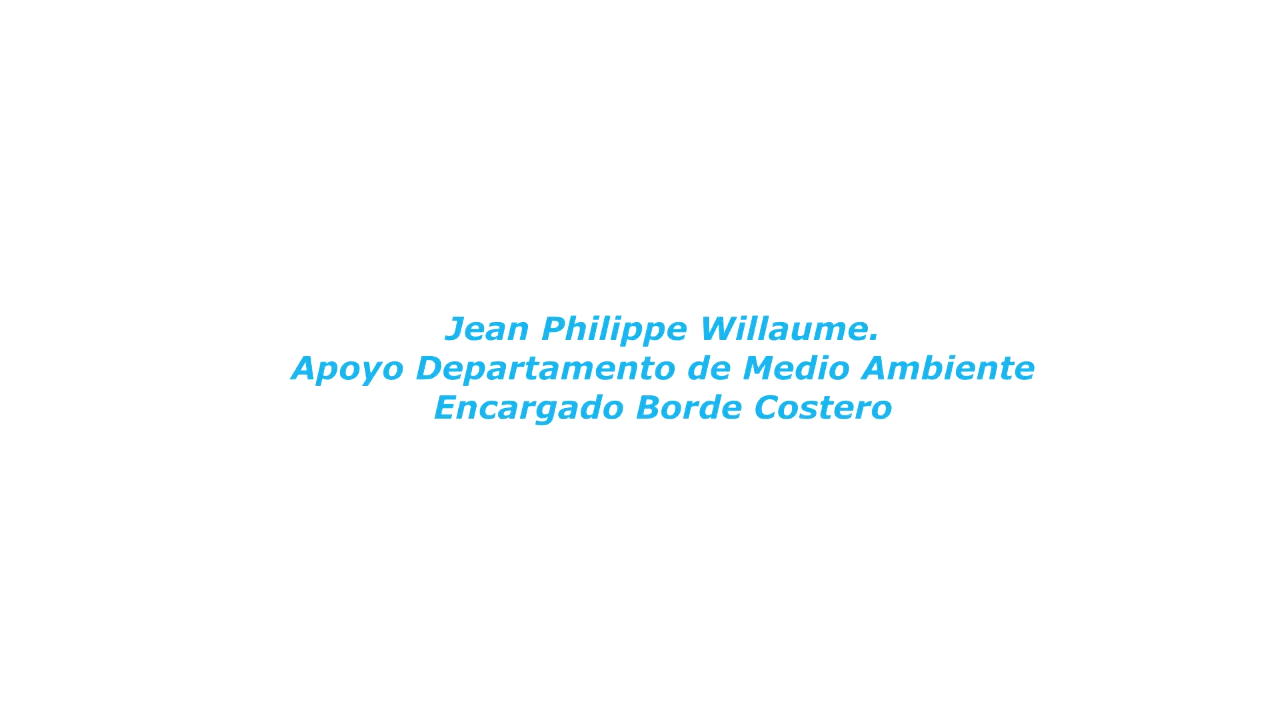 Jean Philippe Willaume.
Apoyo Departamento de Medio Ambiente
Encargado Borde Costero